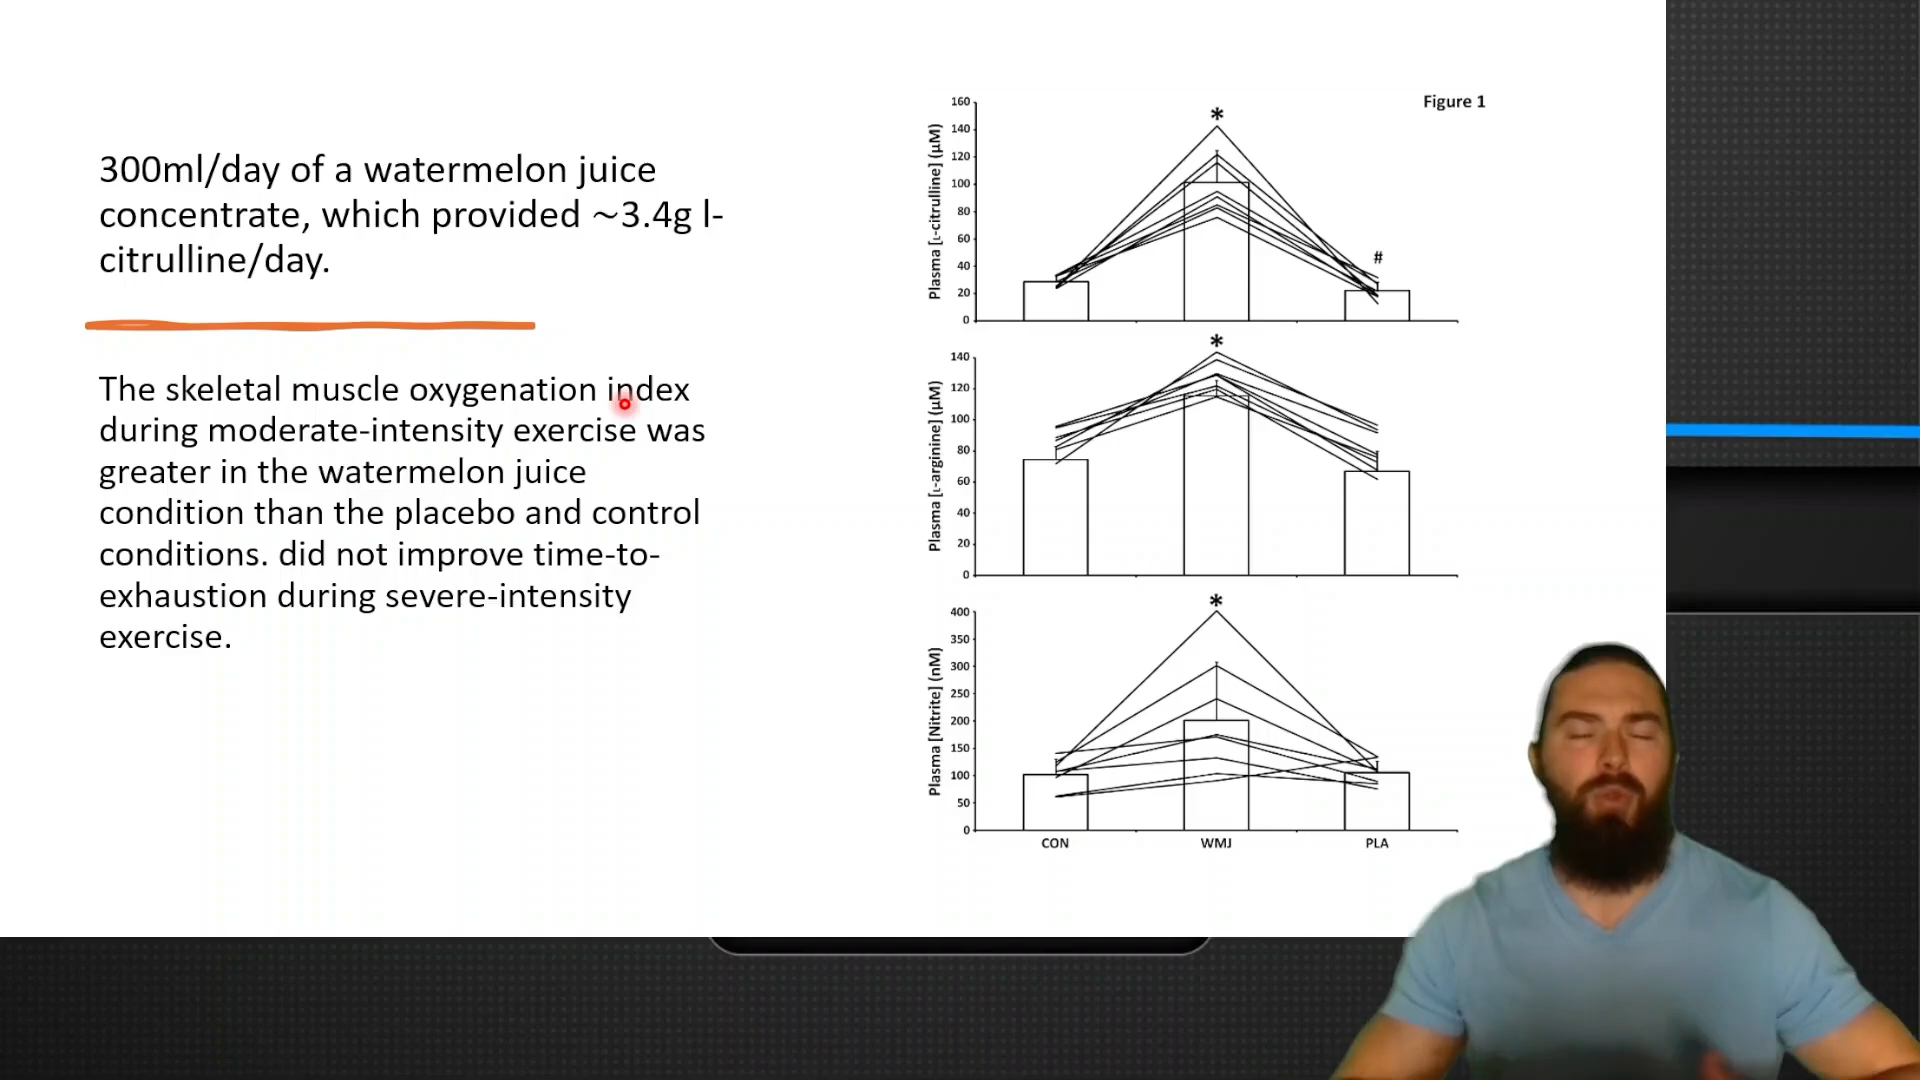 300ml/day of a watermelon juice
concentrate, which provided ~3.4g l-
citrulline/day.
The skeletal muscle oxygenation index
during moderate-intensity exercise was
greater in the watermelon juice
condition than the placebo and control
conditions. did not improve time-to-
exhaustion during severe-intensity
exercise.
Figure 1
Plasma [L-citrulline] (µM)
160
140
120
100
80
60
40
20
0
*
#
Plasma [L-arginine] (µM)
140
120
100
80
60
40
20
0
*
Plasma [Nitrite] (nM)
400
350
300
250
200
150
100
50
0
*
CON WMJ PLA